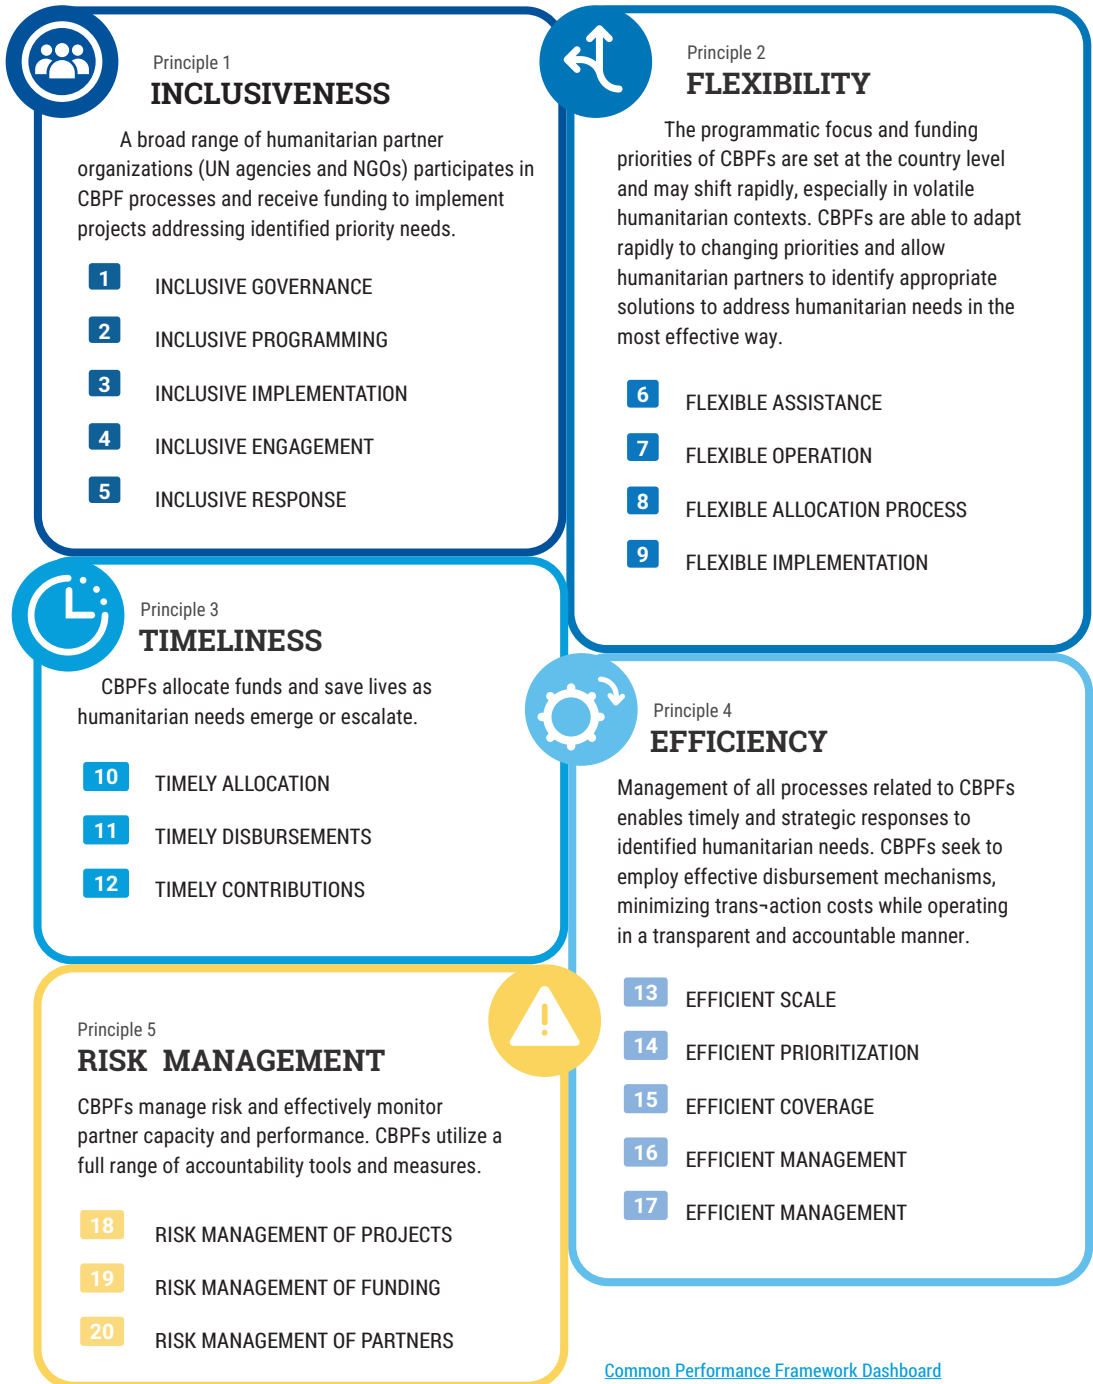 Principle 1
INCLUSIVENESS
A broad range of humanitarian partner
organizations (UN agencies and NGOs) participates in
CBPF processes and receive funding to implement
projects addressing identified priority needs.
1 INCLUSIVE GOVERNANCE
2 INCLUSIVE PROGRAMMING
3 INCLUSIVE IMPLEMENTATION
4 INCLUSIVE ENGAGEMENT
5 INCLUSIVE RESPONSE
Principle 2
FLEXIBILITY
The programmatic focus and funding
priorities of CBPFs are set at the country level
and may shift rapidly, especially in volatile
humanitarian contexts. CBPFs are able to adapt
rapidly to changing priorities and allow
humanitarian partners to identify appropriate
solutions to address humanitarian needs in the
most effective way.
6 FLEXIBLE ASSISTANCE
7 FLEXIBLE OPERATION
8 FLEXIBLE ALLOCATION PROCESS
9 FLEXIBLE IMPLEMENTATION
Principle 3
TIMELINESS
CBPFs allocate funds and save lives as
humanitarian needs emerge or escalate.
10 TIMELY ALLOCATION
11 TIMELY DISBURSEMENTS
12 TIMELY CONTRIBUTIONS
Principle 4
EFFICIENCY
Management of all processes related to CBPFs
enables timely and strategic responses to
identified humanitarian needs. CBPFs seek to
employ effective disbursement mechanisms,
minimizing trans¬action costs while operating
in a transparent and accountable manner.
13 EFFICIENT SCALE
14 EFFICIENT PRIORITIZATION
15 EFFICIENT COVERAGE
16 EFFICIENT MANAGEMENT
17 EFFICIENT MANAGEMENT
Principle 5
RISK MANAGEMENT
CBPFs manage risk and effectively monitor
partner capacity and performance. CBPFs utilize a
full range of accountability tools and measures.
18 RISK MANAGEMENT OF PROJECTS
19 RISK MANAGEMENT OF FUNDING
20 RISK MANAGEMENT OF PARTNERS
Common Performance Framework Dashboard